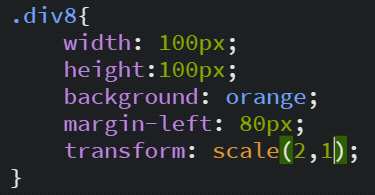 .div8{
    width: 100px;
    height:100px;
    background: orange;
    margin-left: 80px;
    transform: scale(2,1);
}